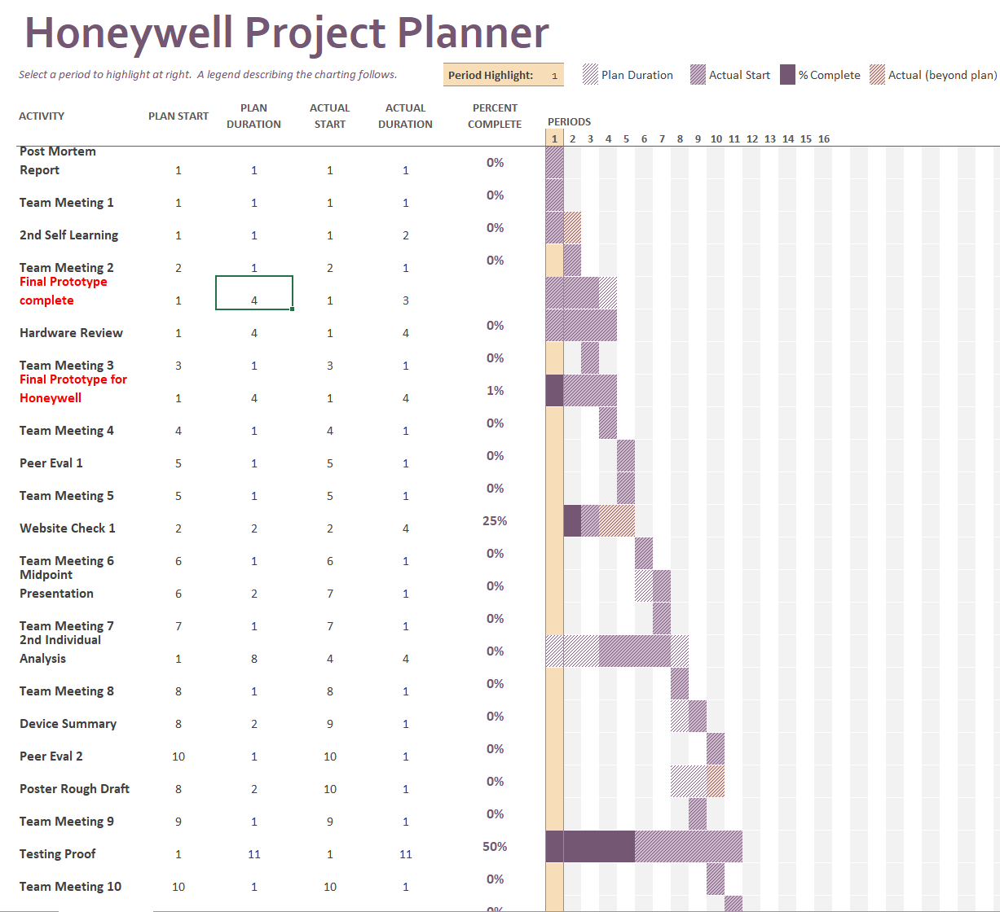 Honeywell Project Planner
Select a period to highlight at right.  A legend describing the charting follows.
Period Highlight: 1
Plan Duration
Actual Start
% Complete
Actual (beyond plan)
ACTIVITY
PLAN START
PLAN
DURATION
ACTUAL
START
ACTUAL
DURATION
PERCENT
COMPLETE
PERIODS
1 2 3 4 5 6 7 8 9 10 11 12 13 14 15 16
Post Mortem
Report 1 1 1 1 0%
Team Meeting 1 1 1 1 1 0%
2nd Self Learning 1 1 1 2 0%
Team Meeting 2 2 1 2 1 0%
Final Prototype
complete 1 4 1 3
Hardware Review 1 4 1 4 0%
Team Meeting 3 3 1 3 1 0%
Final Prototype for
Honeywell 1 4 1 4 1%
Team Meeting 4 4 1 4 1 0%
Peer Eval 1 5 1 5 1 0%
Team Meeting 5 5 1 5 1 0%
Website Check 1 2 2 2 4 25%
Team Meeting 6 6 1 6 1 0%
Midpoint
Presentation 6 2 7 1 0%
Team Meeting 7 7 1 7 1 0%
2nd Individual
Analysis 1 8 4 4 0%
Team Meeting 8 8 1 8 1 0%
Device Summary 8 2 9 1 0%
Peer Eval 2 10 1 10 1 0%
Poster Rough Draft 8 2 10 1 0%
Team Meeting 9 9 1 9 1 0%
Testing Proof 1 11 1 11 50%
Team Meeting 10 10 1 10 1 0%